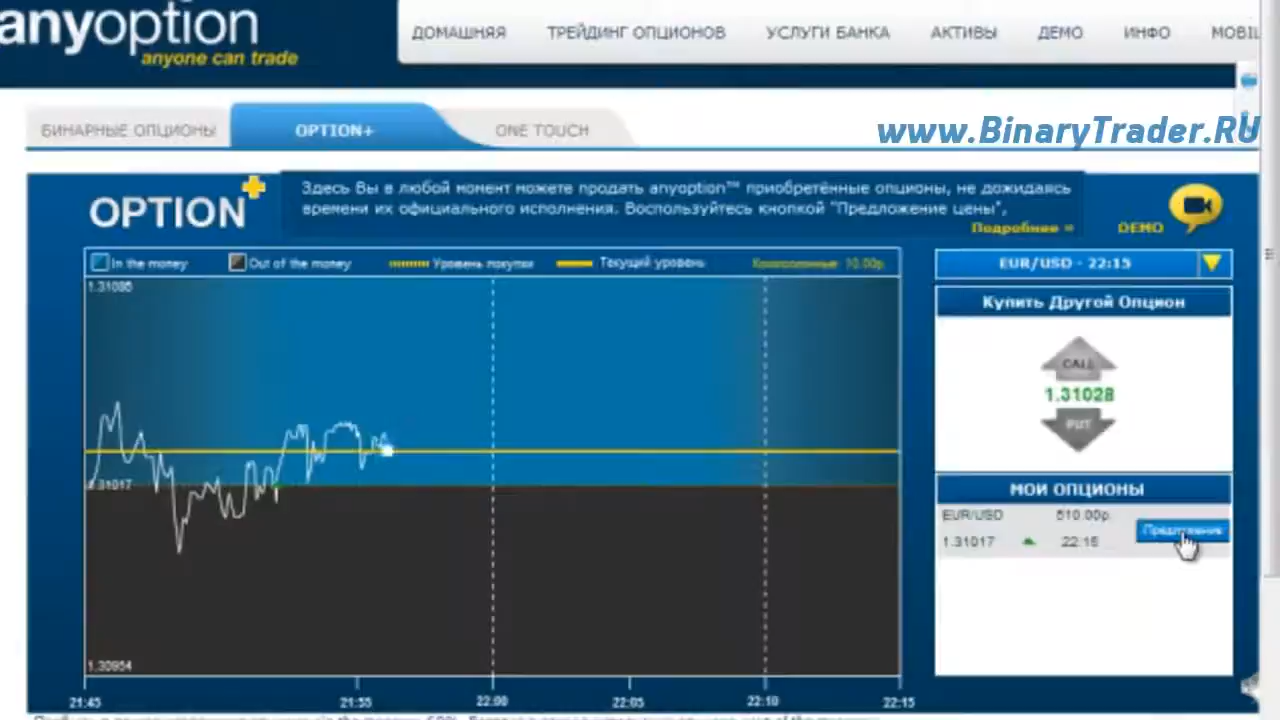 anyoption
anyone can trade
ДОМАШНЯЯ ТРЕЙДИНГ ОПЦИОНОВ УСЛУГИ БАНКА АКТИВЫ ДЕМО ИНФО MOBIL
БИНАРНЫЕ ОПЦИОНЫ OPTION+ ONE TOUCH
www.BinaryTrader.RU
OPTION+
Здесь Вы в любой момент можете продать anyoption™ приобретённые опционы, не дожидаясь
времени их официального исполнения. Воспользуйтесь кнопкой "Предложение цены",
Подробнее »
DEMO
In the money Out of the money Уровень покупки Текущий уровень 10.00р.
EUR/USD - 22:15
1.31017
1.30954
21:45 21:55 22:00 22:05 22:10 22:15
Купить Другой Опцион
CALL
1.31028
PUT
МОИ ОПЦИОНЫ
EUR/USD 510.00р.
1.31017 22:15
Предложение